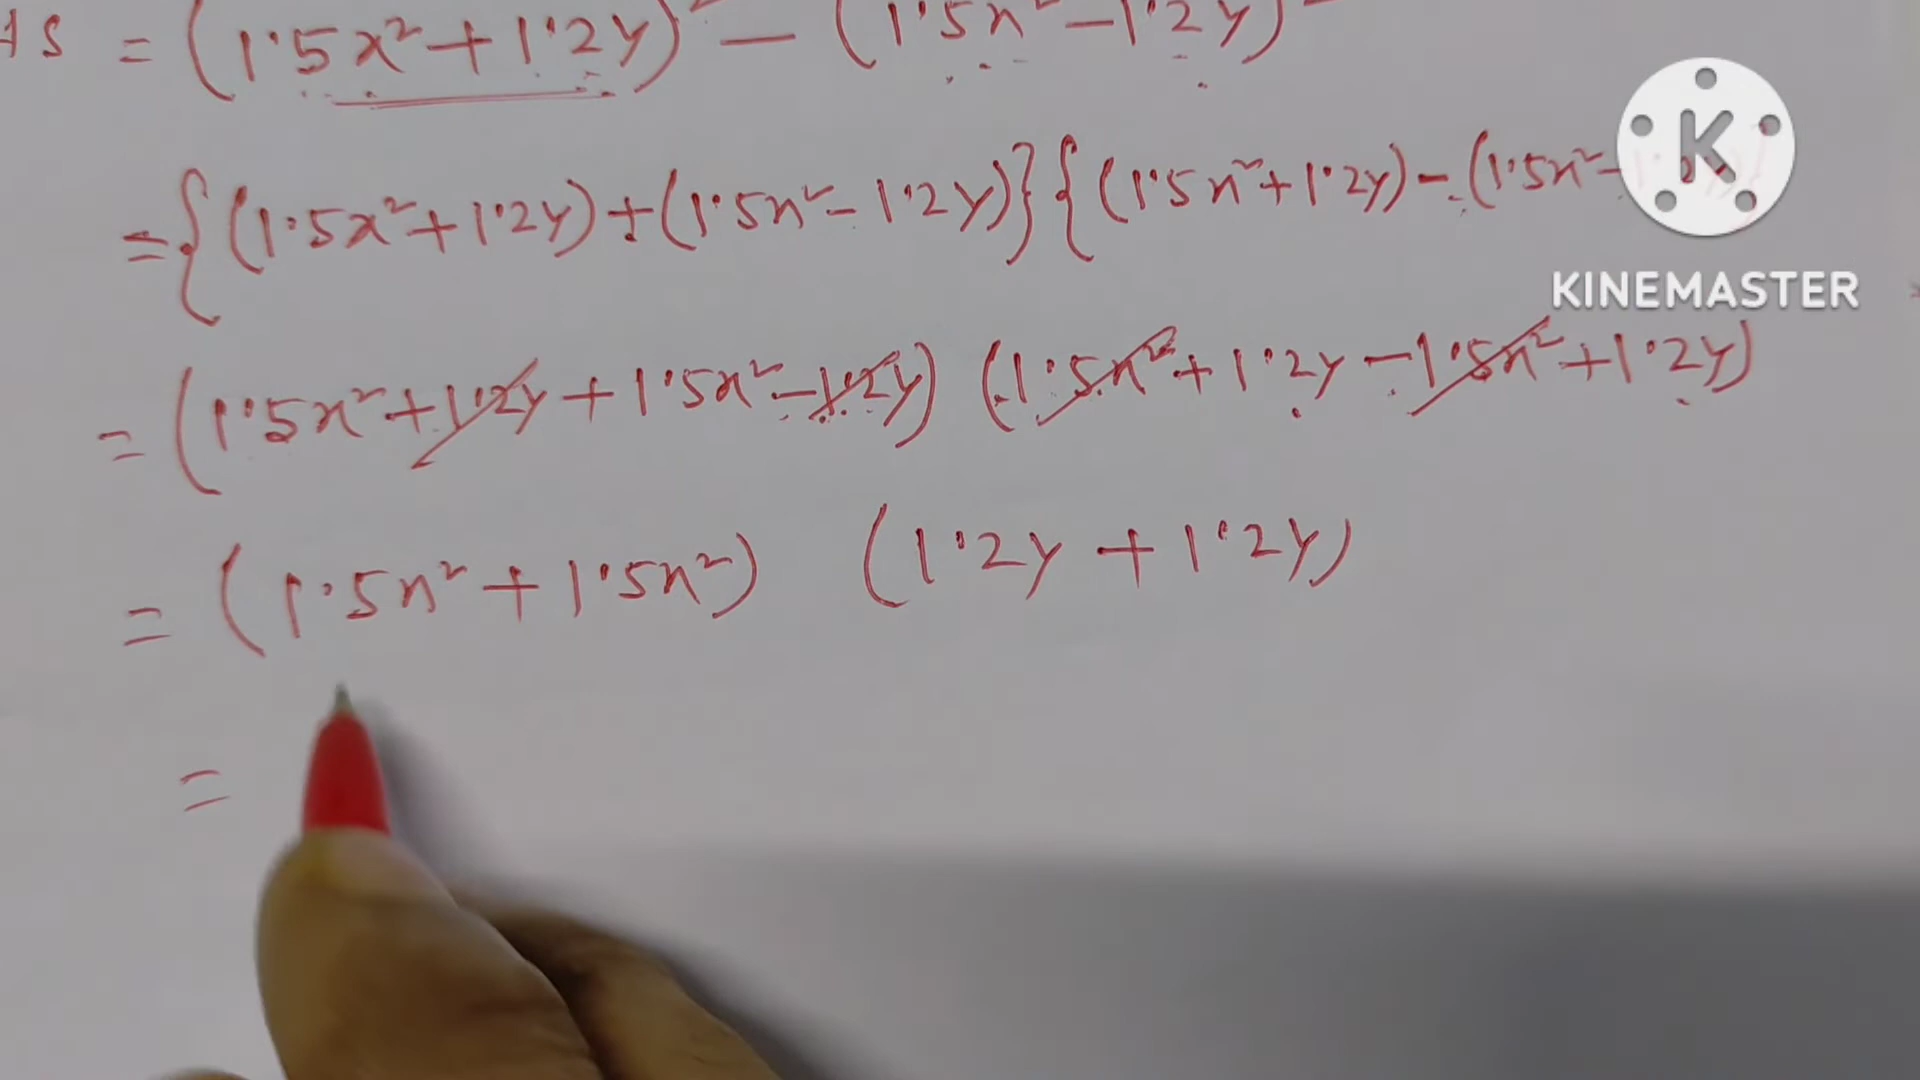 HS = (1.5x²+1.2y)² - (1.5x²-1.2y)²
={(1.5x²+1.2y)+(1.5x²-1.2y)}{(1.5x²+1.2y)-(1.5x²-
KINEMASTER
= (1.5x²+1.2y+1.5x²-1.2y) (1.5x²+1.2y-1.5x²+1.2y)
= (1.5x²+1.5x²) (1.2y+1.2y)
=